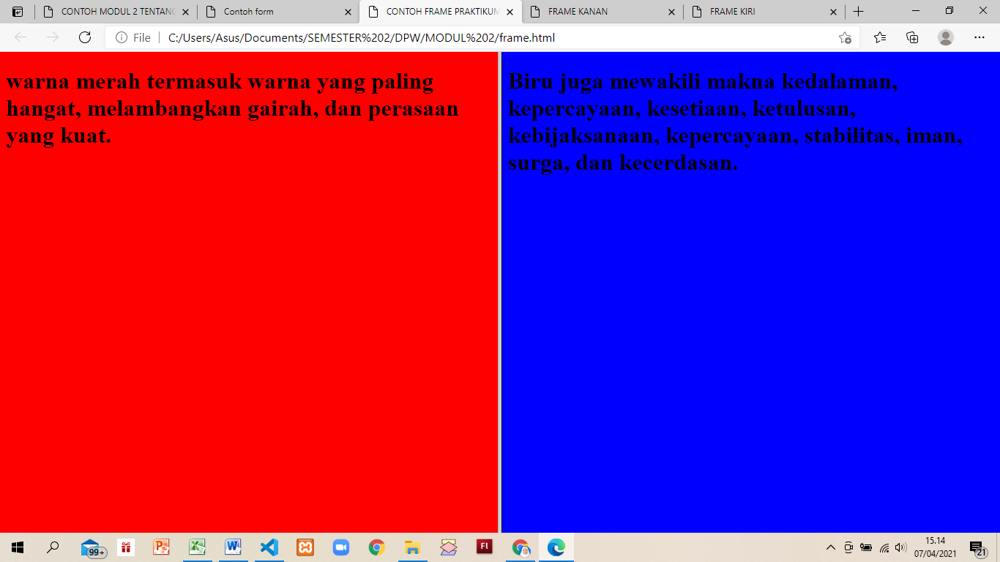 CONTOH MODUL 2 TENTANG
Contoh form
CONTOH FRAME PRAKTIKUM
FRAME KANAN
FRAME KIRI
File
C:/Users/Asus/Documents/SEMESTER%202/DPW/MODUL%202/frame.html
warna merah termasuk warna yang paling
hangat, melambangkan gairah, dan perasaan
yang kuat.
Biru juga mewakili makna kedalaman,
kepercayaan, kesetiaan, ketulusan,
kebijaksanaan, kepercayaan, stabilitas, iman,
surga, dan kecerdasan.
99+
Fl
15.14
07/04/2021
21